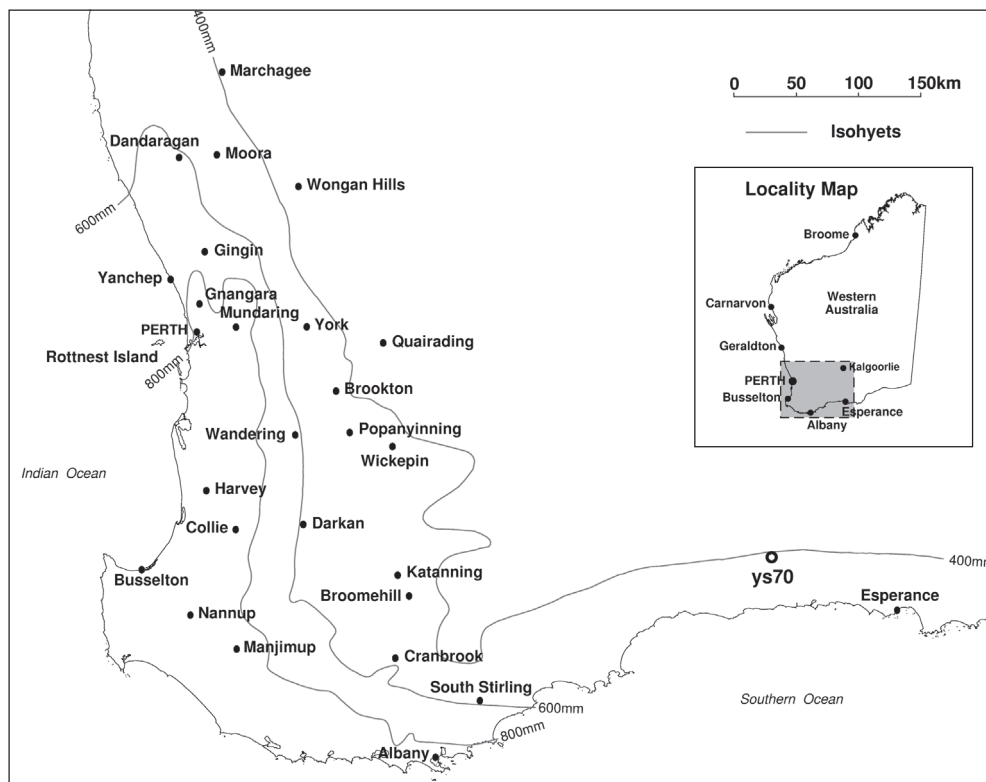 400mm
Marchagee
0 50 100 150km
Isohyets
Dandaragan
Moora
Wongan Hills
600mm
Locality Map
Broome
Western
Australia
Carnarvon
Geraldton
Kalgoorlie
PERTH
Busselton
Esperance
Albany
Gingin
Yanchep
Gnangara
Mundaring
PERTH
York
Rottnest Island
Quairading
800mm
Brookton
Popanyinning
Wandering
Wickepin
Indian Ocean
Harvey
Collie
Darkan
Busselton
Katanning
Broomehill
ys70
400mm
Esperance
Nannup
Manjimup
Cranbrook
South Stirling
600mm
Southern Ocean
800mm
Albany